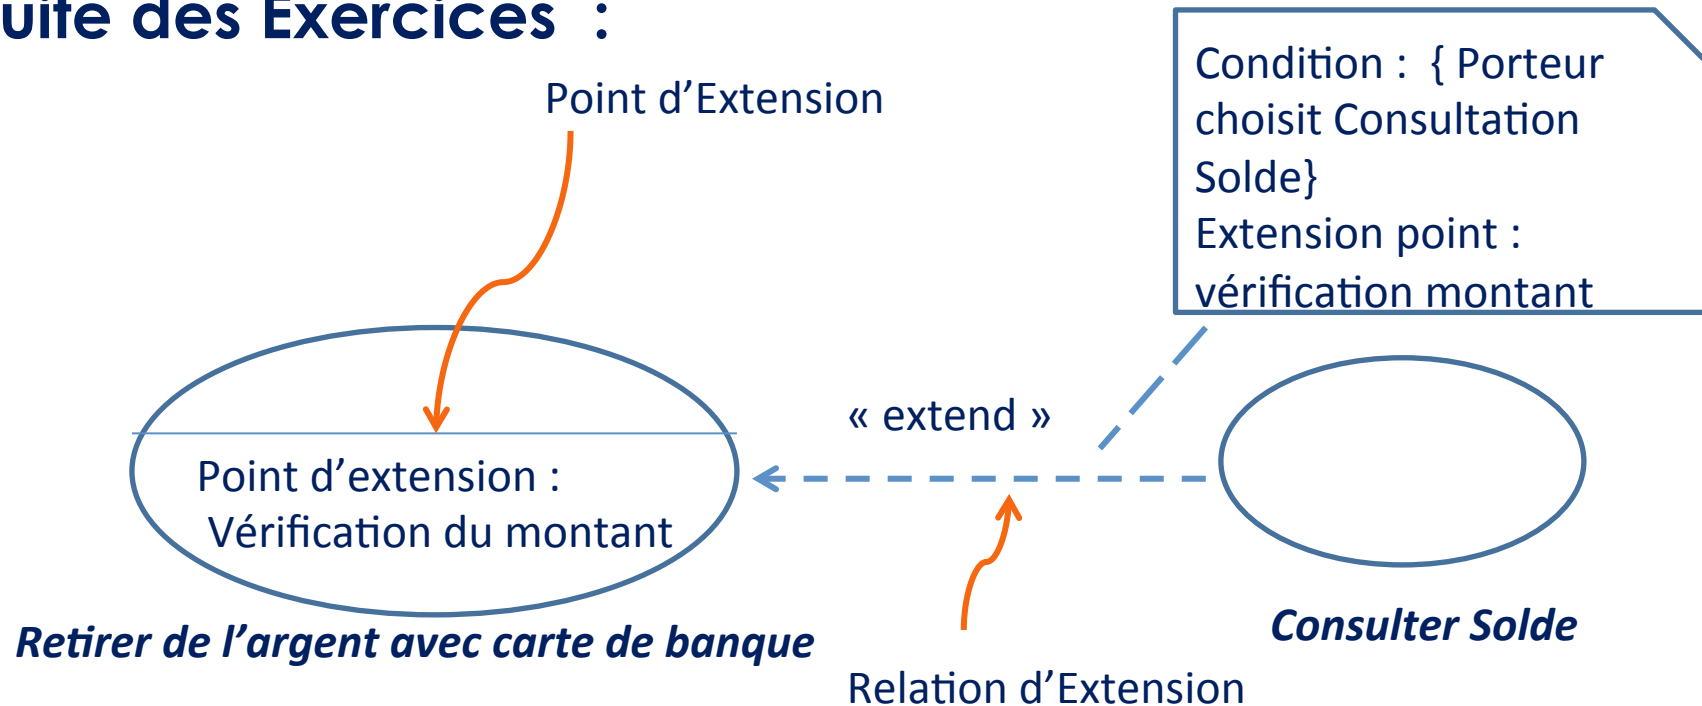 uite des Exercices :
Point d’Extension
Condition : { Porteur
choisit Consultation
Solde}
Extension point :
vérification montant
« extend »
Point d’extension :
Vérification du montant
Retirer de l’argent avec carte de banque
Consulter Solde
Relation d’Extension